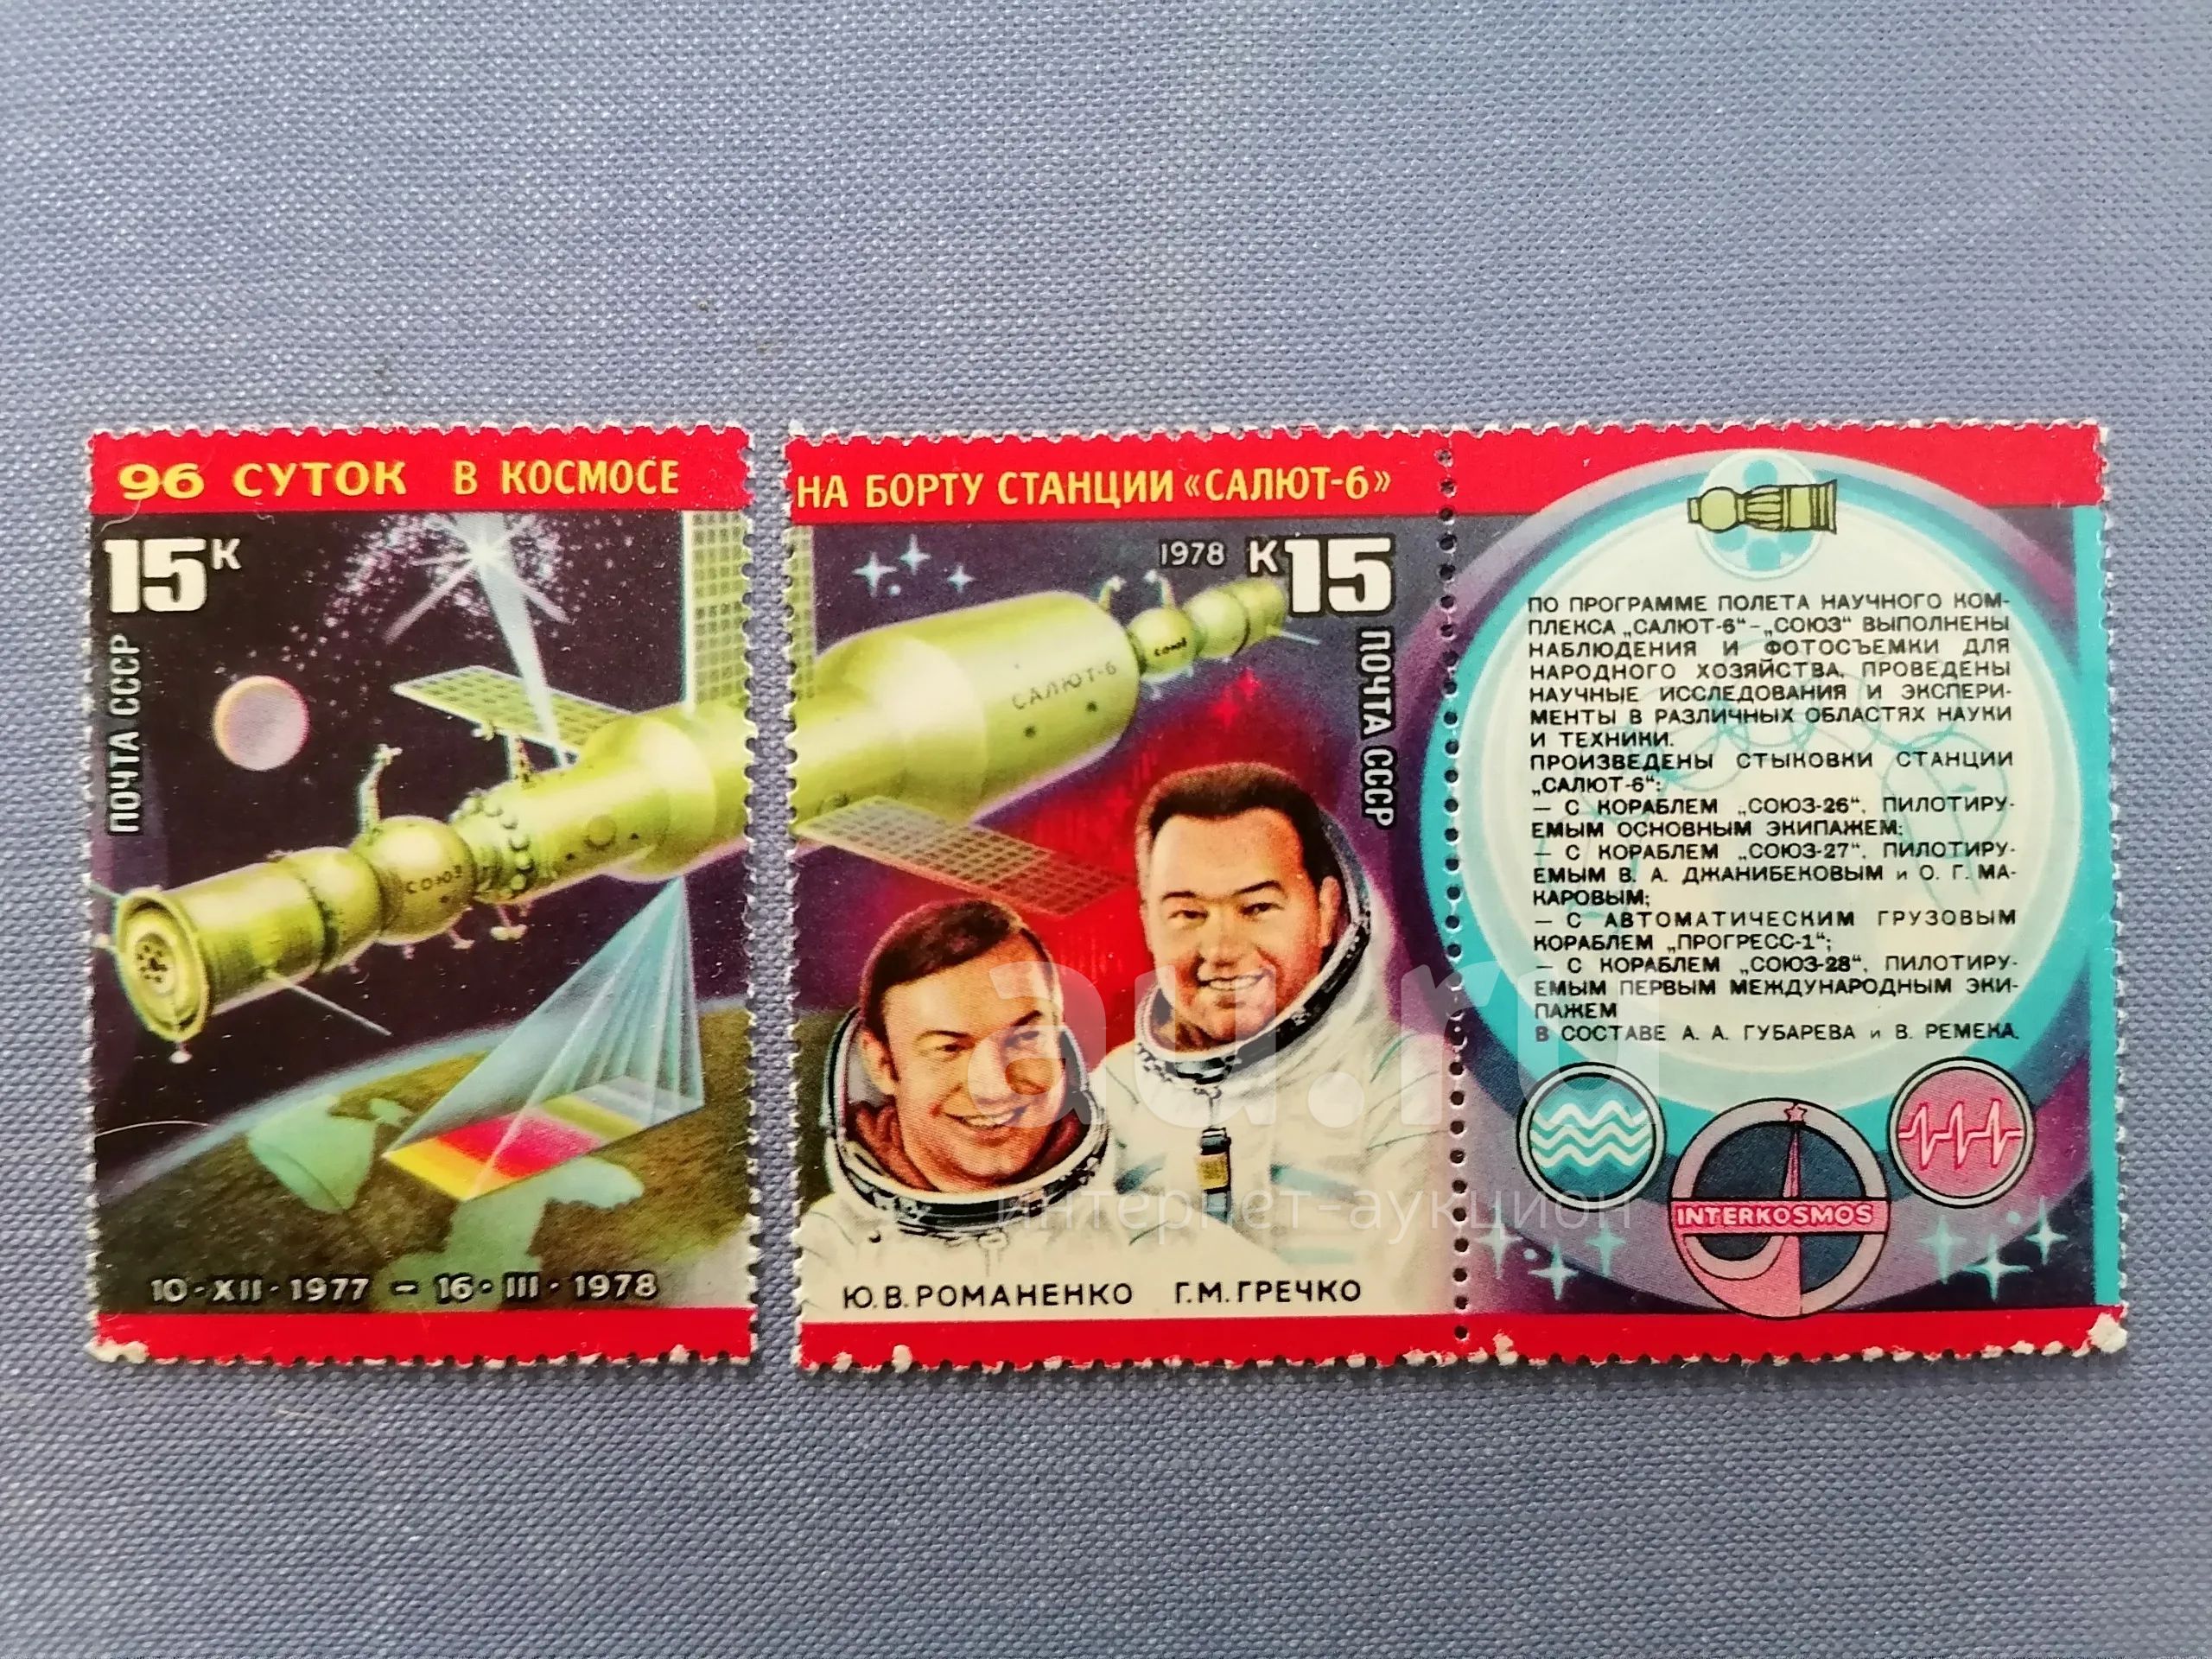 96 СУТОК В КОСМОСЕ
15К
ПОЧТА СССР
СОЮЗ
10·XII·1977 – 16·III·1978
НА БОРТУ СТАНЦИИ «САЛЮТ-6»
1978 К15
ПОЧТА СССР
САЛЮТ-6
СОЮЗ
Ю.В.РОМАНЕНКО Г.М.ГРЕЧКО
ПО ПРОГРАММЕ ПОЛЕТА НАУЧНОГО КОМ-
ПЛЕКСА „САЛЮТ-6“–„СОЮЗ“ ВЫПОЛНЕНЫ
НАБЛЮДЕНИЯ И ФОТОСЪЕМКИ ДЛЯ
НАРОДНОГО ХОЗЯЙСТВА, ПРОВЕДЕНЫ
НАУЧНЫЕ ИССЛЕДОВАНИЯ И ЭКСПЕРИ-
МЕНТЫ В РАЗЛИЧНЫХ ОБЛАСТЯХ НАУКИ
И ТЕХНИКИ.
ПРОИЗВЕДЕНЫ СТЫКОВКИ СТАНЦИИ
„САЛЮТ-6“:
– С КОРАБЛЕМ „СОЮЗ-26“, ПИЛОТИРУ-
ЕМЫМ ОСНОВНЫМ ЭКИПАЖЕМ;
– С КОРАБЛЕМ „СОЮЗ-27“, ПИЛОТИРУ-
ЕМЫМ В. А. ДЖАНИБЕКОВЫМ и О. Г. МА-
КАРОВЫМ;
– С АВТОМАТИЧЕСКИМ ГРУЗОВЫМ
КОРАБЛЕМ „ПРОГРЕСС-1“;
– С КОРАБЛЕМ „СОЮЗ-28“, ПИЛОТИРУ-
ЕМЫМ ПЕРВЫМ МЕЖДУНАРОДНЫМ ЭКИ-
ПАЖЕМ
В СОСТАВЕ А. А. ГУБАРЕВА и В. РЕМЕКА.
INTERKOSMOS
au.ru
интернет-аукцион